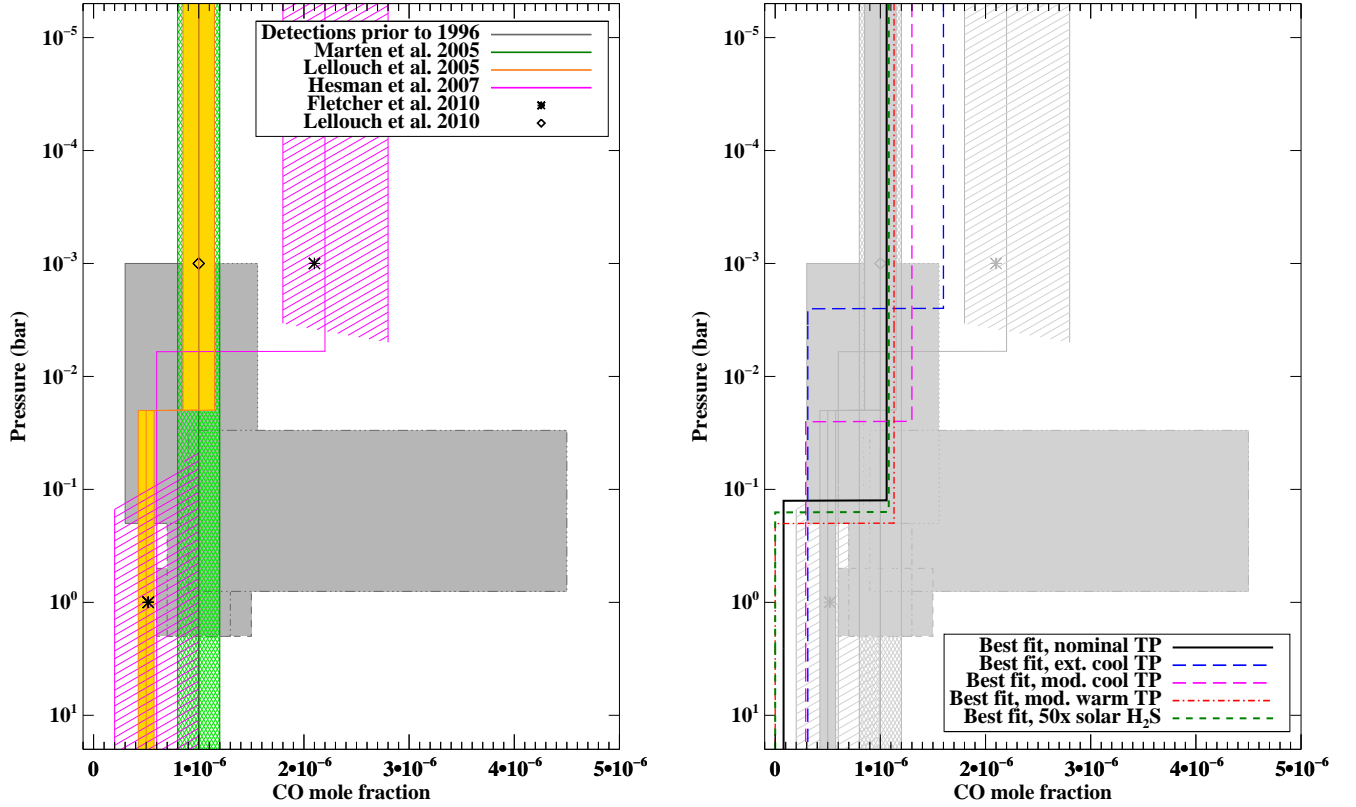 Detections prior to 1996
Marten et al. 2005
Lellouch et al. 2005
Hesman et al. 2007
Fletcher et al. 2010
Lellouch et al. 2010
10⁻⁵
10⁻⁴
10⁻³
10⁻²
10⁻¹
10⁰
10¹
Pressure (bar)
0 1•10⁻⁶ 2•10⁻⁶ 3•10⁻⁶ 4•10⁻⁶ 5•10⁻⁶
CO mole fraction
10⁻⁵
10⁻⁴
10⁻³
10⁻²
10⁻¹
10⁰
10¹
Pressure (bar)
Best fit, nominal TP
Best fit, ext. cool TP
Best fit, mod. cool TP
Best fit, mod. warm TP
Best fit, 50x solar H₂S
0 1•10⁻⁶ 2•10⁻⁶ 3•10⁻⁶ 4•10⁻⁶ 5•10⁻⁶
CO mole fraction